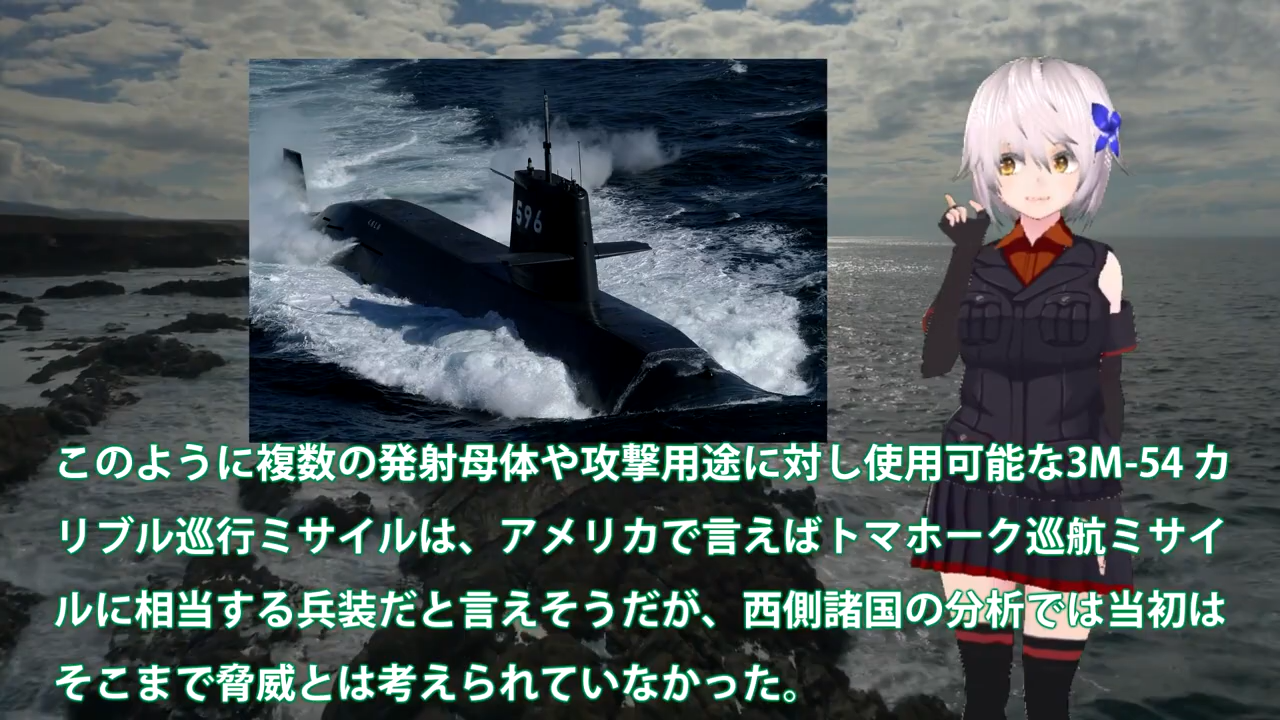 596
このように複数の発射母体や攻撃用途に対し使用可能な3M-54 カ
リブル巡行ミサイルは、アメリカで言えばトマホーク巡航ミサイ
ルに相当する兵装だと言えそうだが、西側諸国の分析では当初は
そこまで脅威とは考えられていなかった。